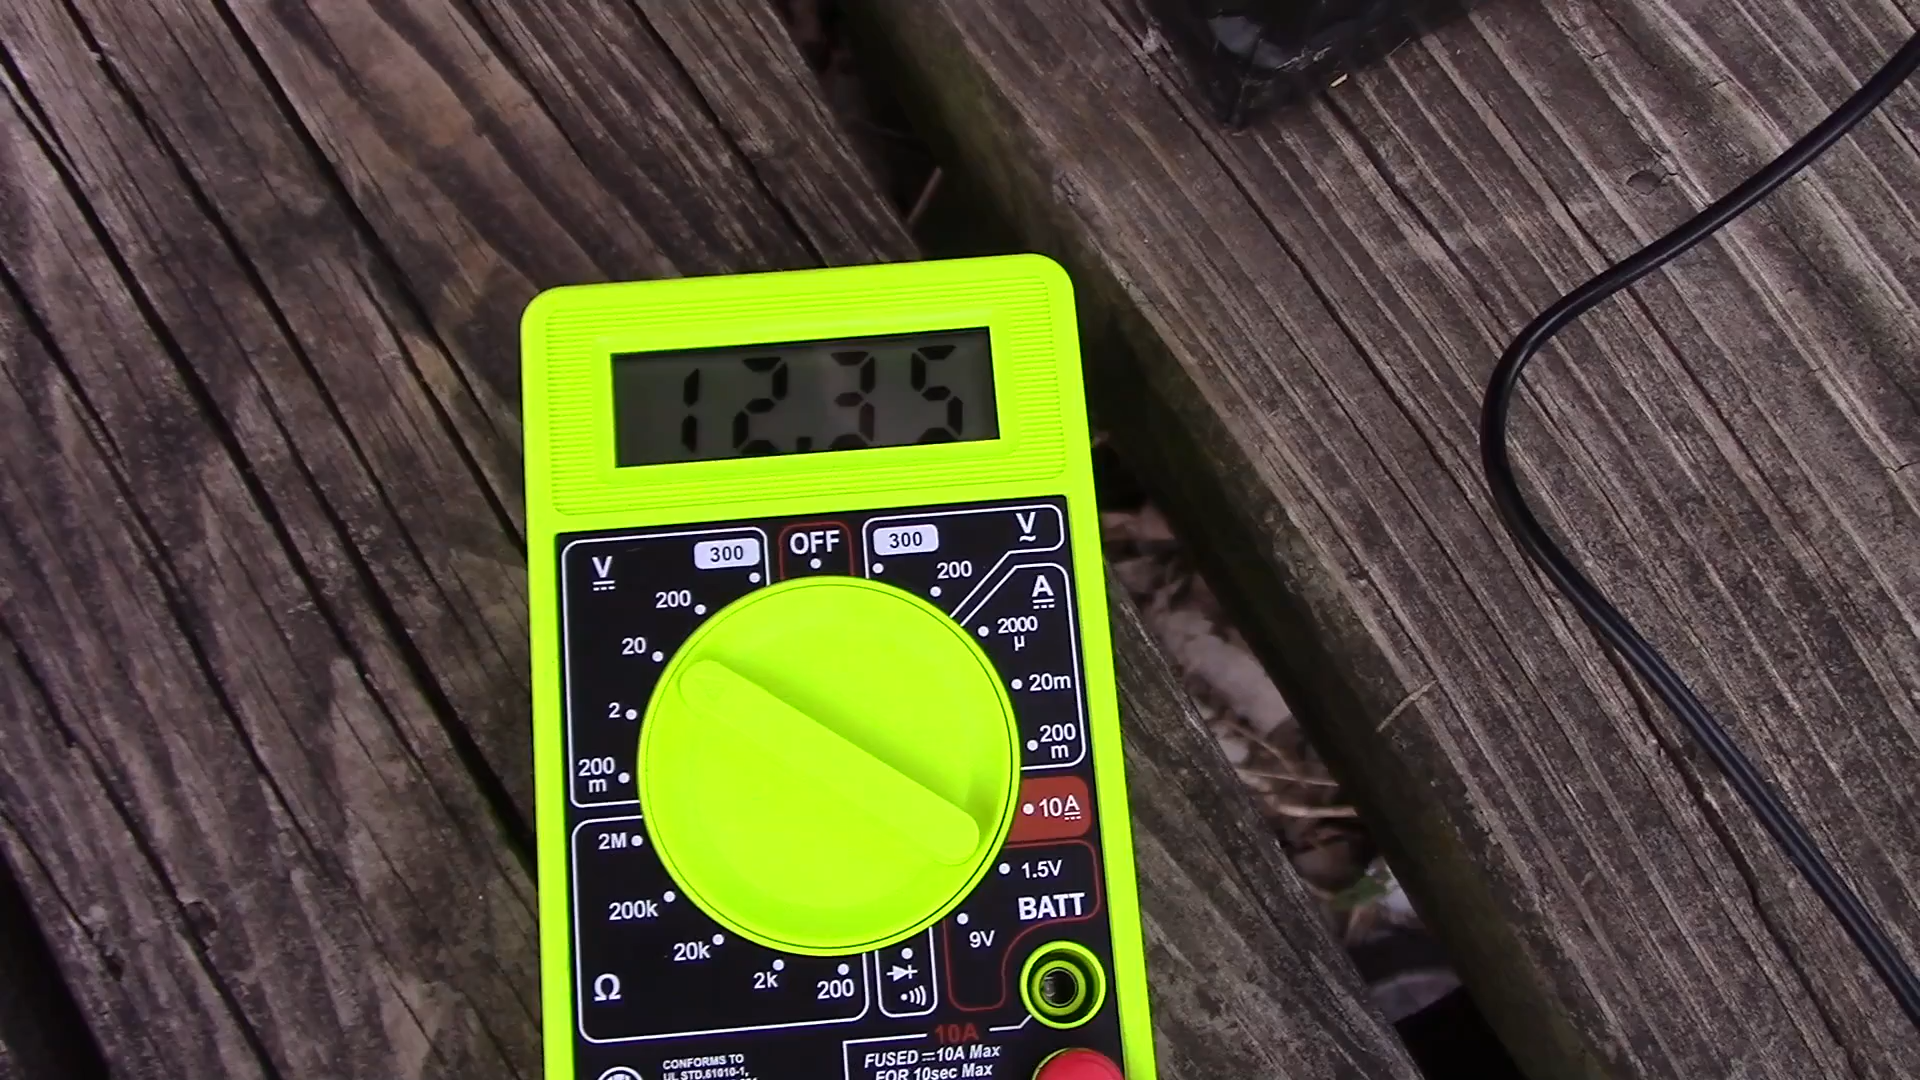 12.35
V
300
OFF
300
V
200
200
A
20
2000
µ
2
20m
200
m
200
m
10A
2M
1.5V
200k
BATT
9V
20k
2k
200
Ω
10A
CONFORMS TO
UL STD.61010-1,
FUSED 10A Max
FOR 10sec Max